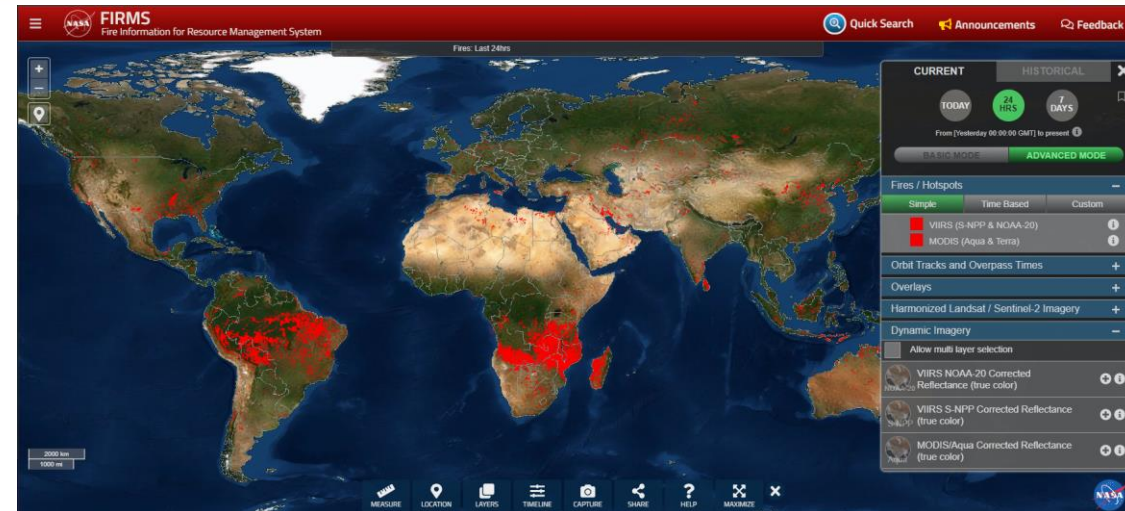 NASA
FIRMS
Fire Information for Resource Management System
Quick Search
Announcements
Feedback
Fires: Last 24hrs
+
−
CURRENT
HISTORICAL
X
TODAY
24 HRS
7 DAYS
From [Yesterday 00:00:00 GMT] to present
BASIC MODE
ADVANCED MODE
Fires / Hotspots
−
Simple
Time Based
Custom
VIIRS (S-NPP & NOAA-20)
MODIS (Aqua & Terra)
Orbit Tracks and Overpass Times
+
Overlays
+
Harmonized Landsat / Sentinel-2 Imagery
+
Dynamic Imagery
−
Allow multi layer selection
NOAA-20
VIIRS NOAA-20 Corrected
Reflectance (true color)
S-NPP
VIIRS S-NPP Corrected Reflectance
(true color)
Aqua
MODIS/Aqua Corrected Reflectance
(true color)
2000 km
1000 mi
MEASURE
LOCATION
LAYERS
TIMELINE
CAPTURE
SHARE
?
HELP
MAXIMIZE
X
NASA